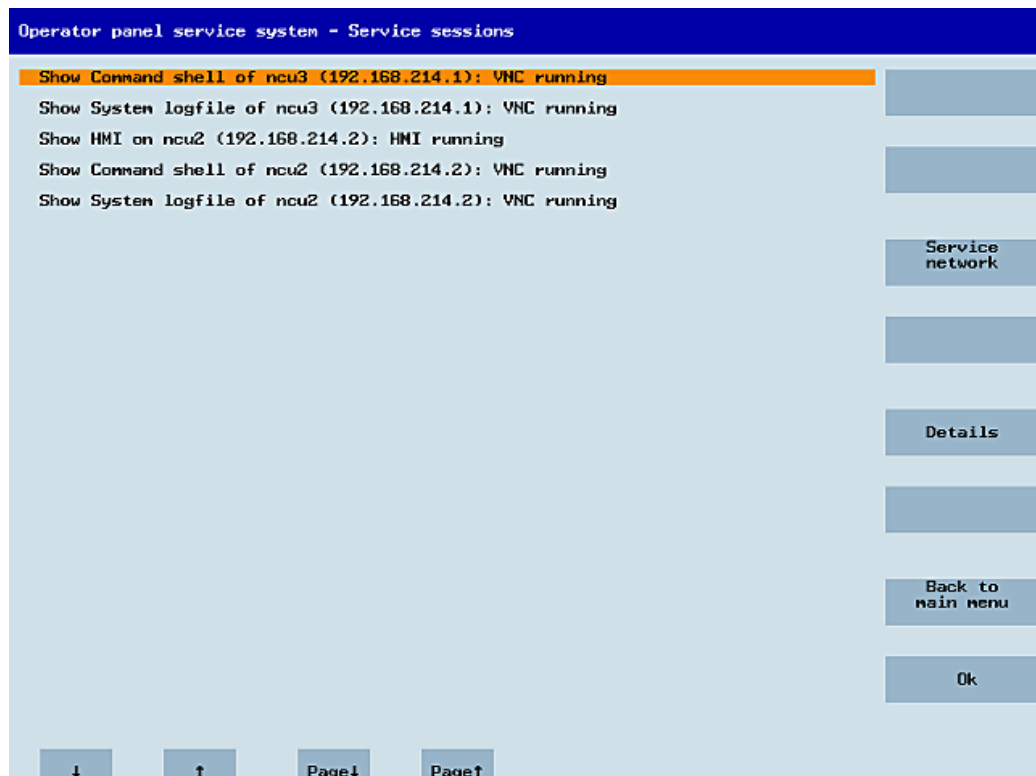 Operator panel service system - Service sessions
Show Command shell of ncu3 (192.168.214.1): VNC running
Show System logfile of ncu3 (192.168.214.1): VNC running
Show HMI on ncu2 (192.168.214.2): HMI running
Show Command shell of ncu2 (192.168.214.2): VNC running
Show System logfile of ncu2 (192.168.214.2): VNC running
Service
network
Details
Back to
main menu
Ok
↓ ↑ Page↓ Page↑